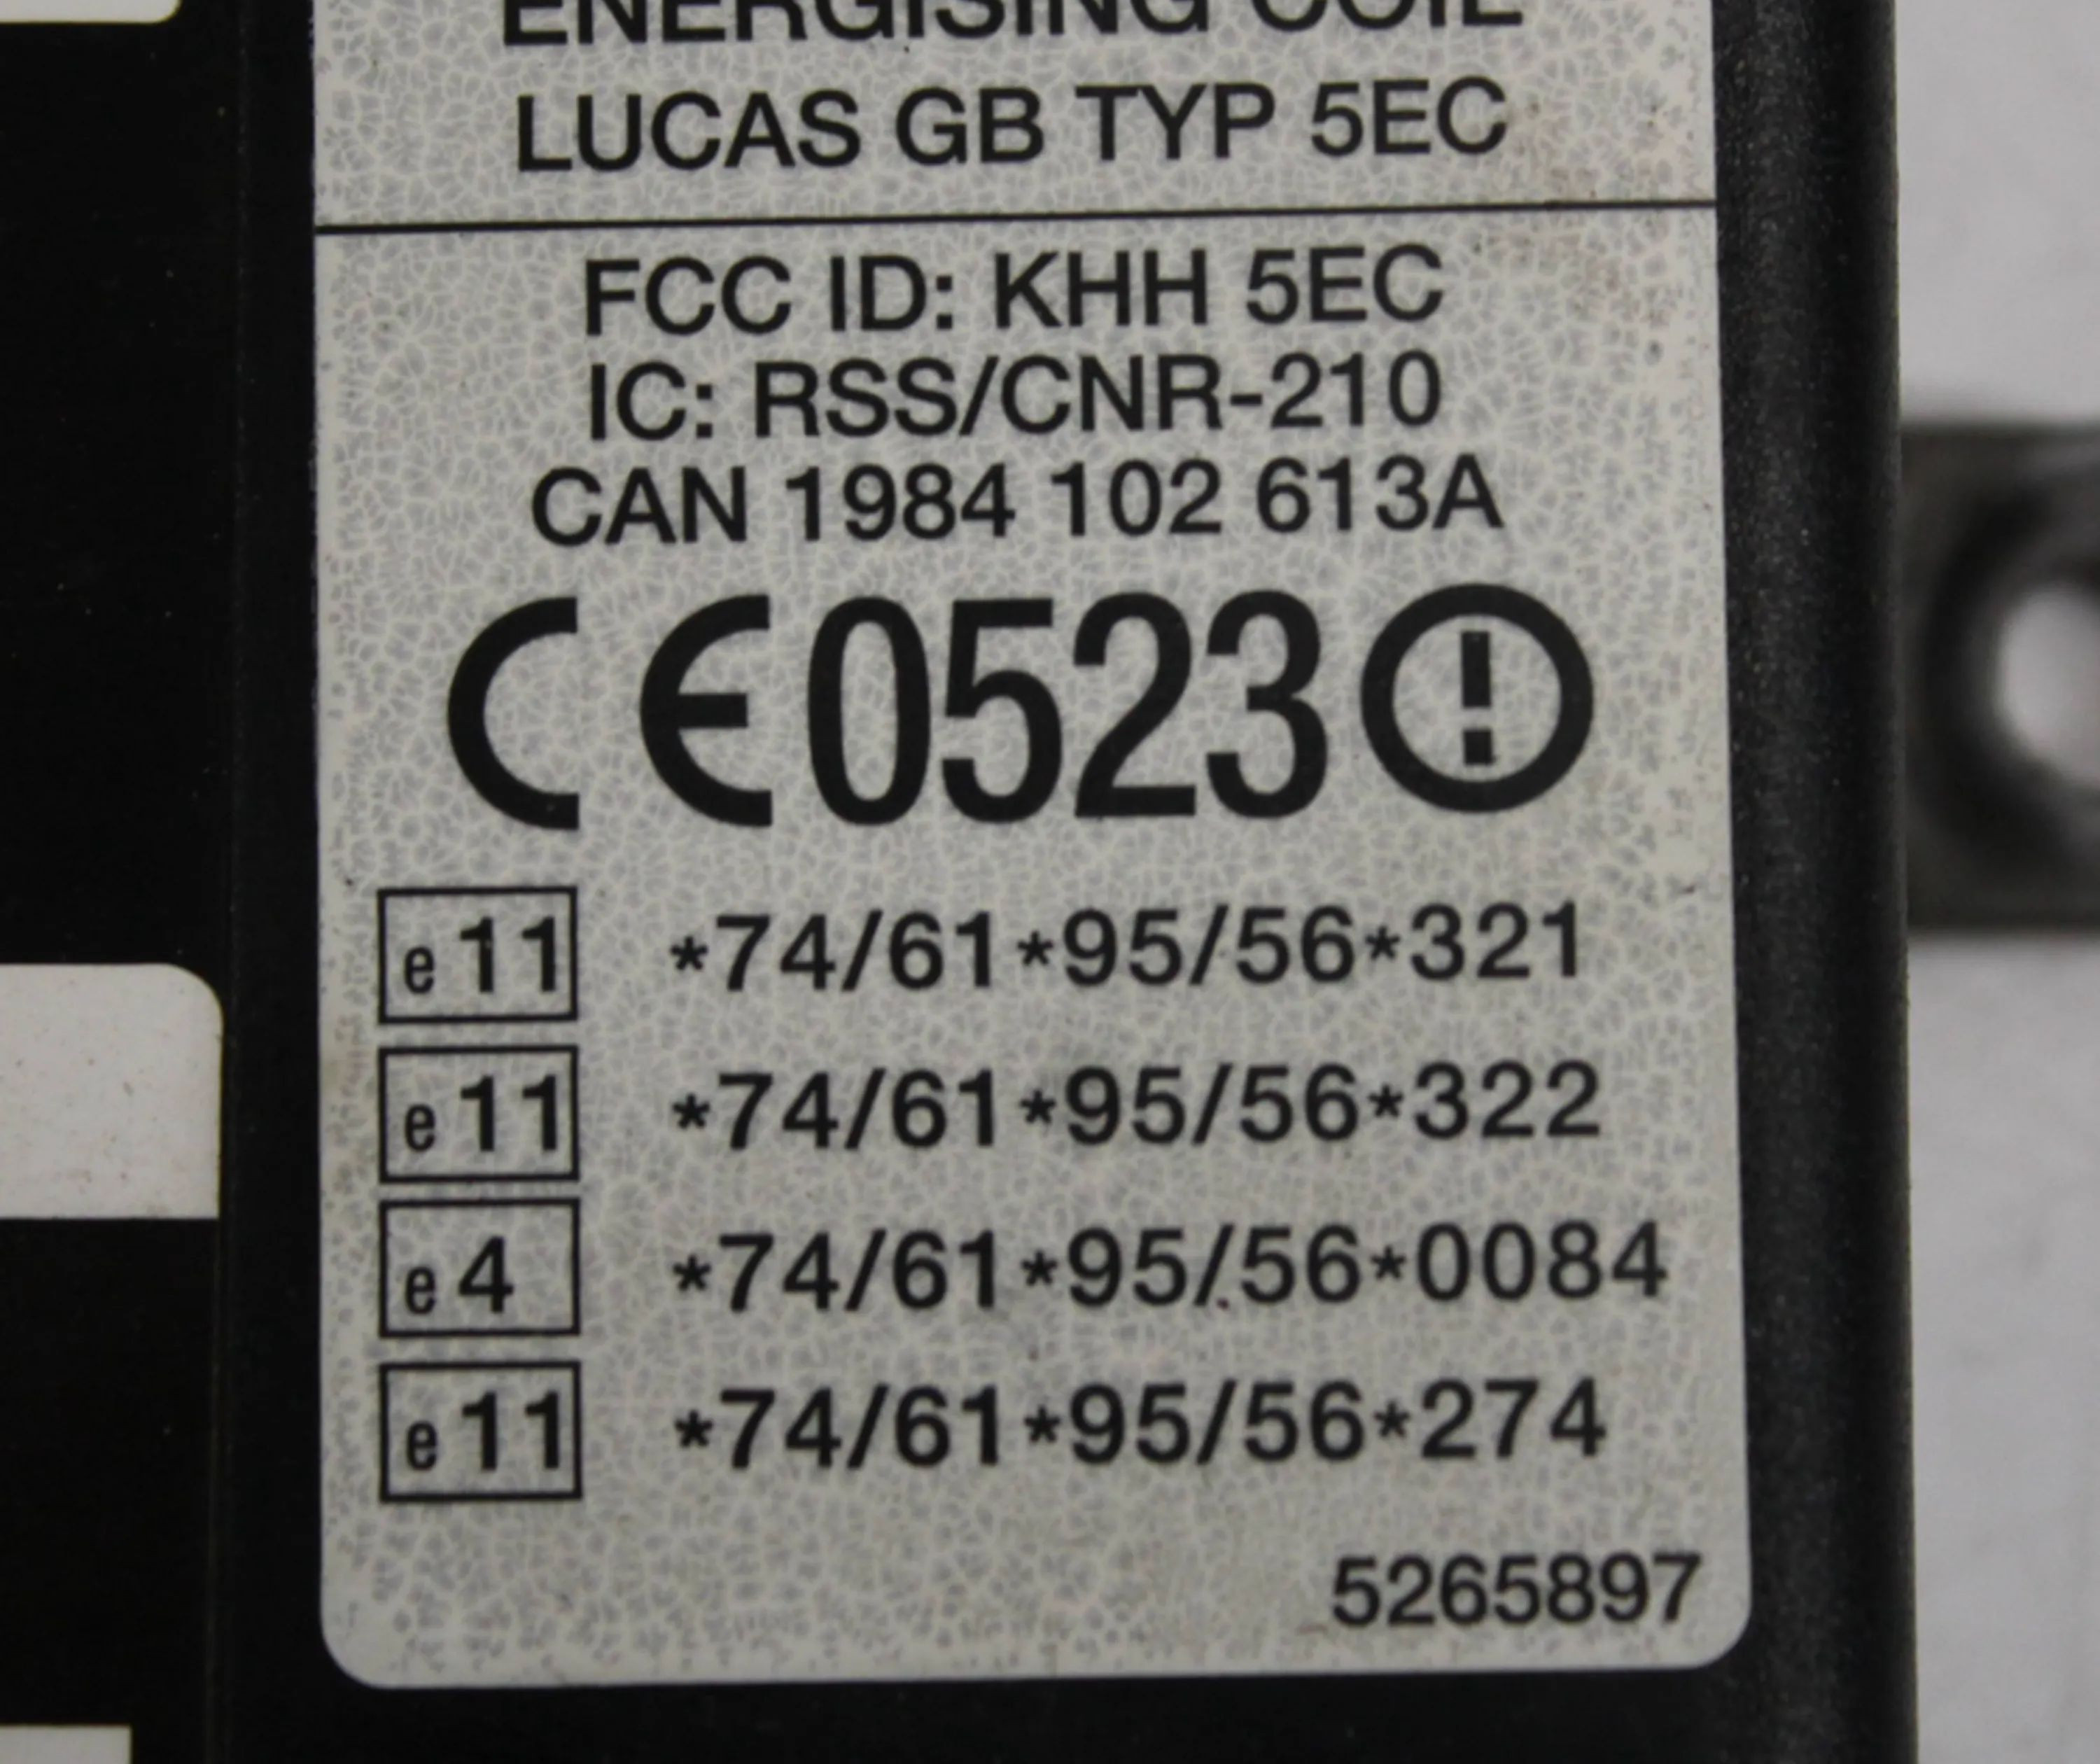 ENERGISING COIL
LUCAS GB TYP 5EC
FCC ID: KHH 5EC
IC: RSS/CNR-210
CAN 1984 102 613A
CE0523
e11 *74/61*95/56*321
e11 *74/61*95/56*322
e4 *74/61*95/56*0084
e11 *74/61*95/56*274
5265897